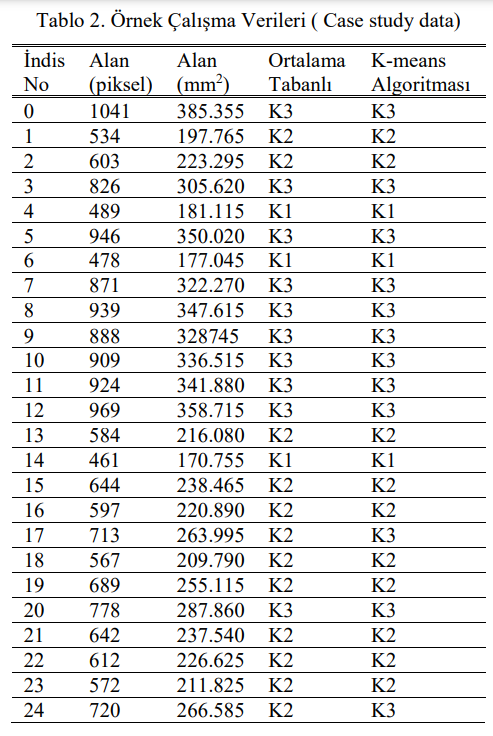 Tablo 2. Örnek Çalışma Verileri ( Case study data)
İndis Alan Alan Ortalama K-means
No (piksel) (mm²) Tabanlı Algoritması
0 1041 385.355 K3 K3
1 534 197.765 K2 K2
2 603 223.295 K2 K2
3 826 305.620 K3 K3
4 489 181.115 K1 K1
5 946 350.020 K3 K3
6 478 177.045 K1 K1
7 871 322.270 K3 K3
8 939 347.615 K3 K3
9 888 328745 K3 K3
10 909 336.515 K3 K3
11 924 341.880 K3 K3
12 969 358.715 K3 K3
13 584 216.080 K2 K2
14 461 170.755 K1 K1
15 644 238.465 K2 K2
16 597 220.890 K2 K2
17 713 263.995 K2 K3
18 567 209.790 K2 K2
19 689 255.115 K2 K2
20 778 287.860 K3 K3
21 642 237.540 K2 K2
22 612 226.625 K2 K2
23 572 211.825 K2 K2
24 720 266.585 K2 K3